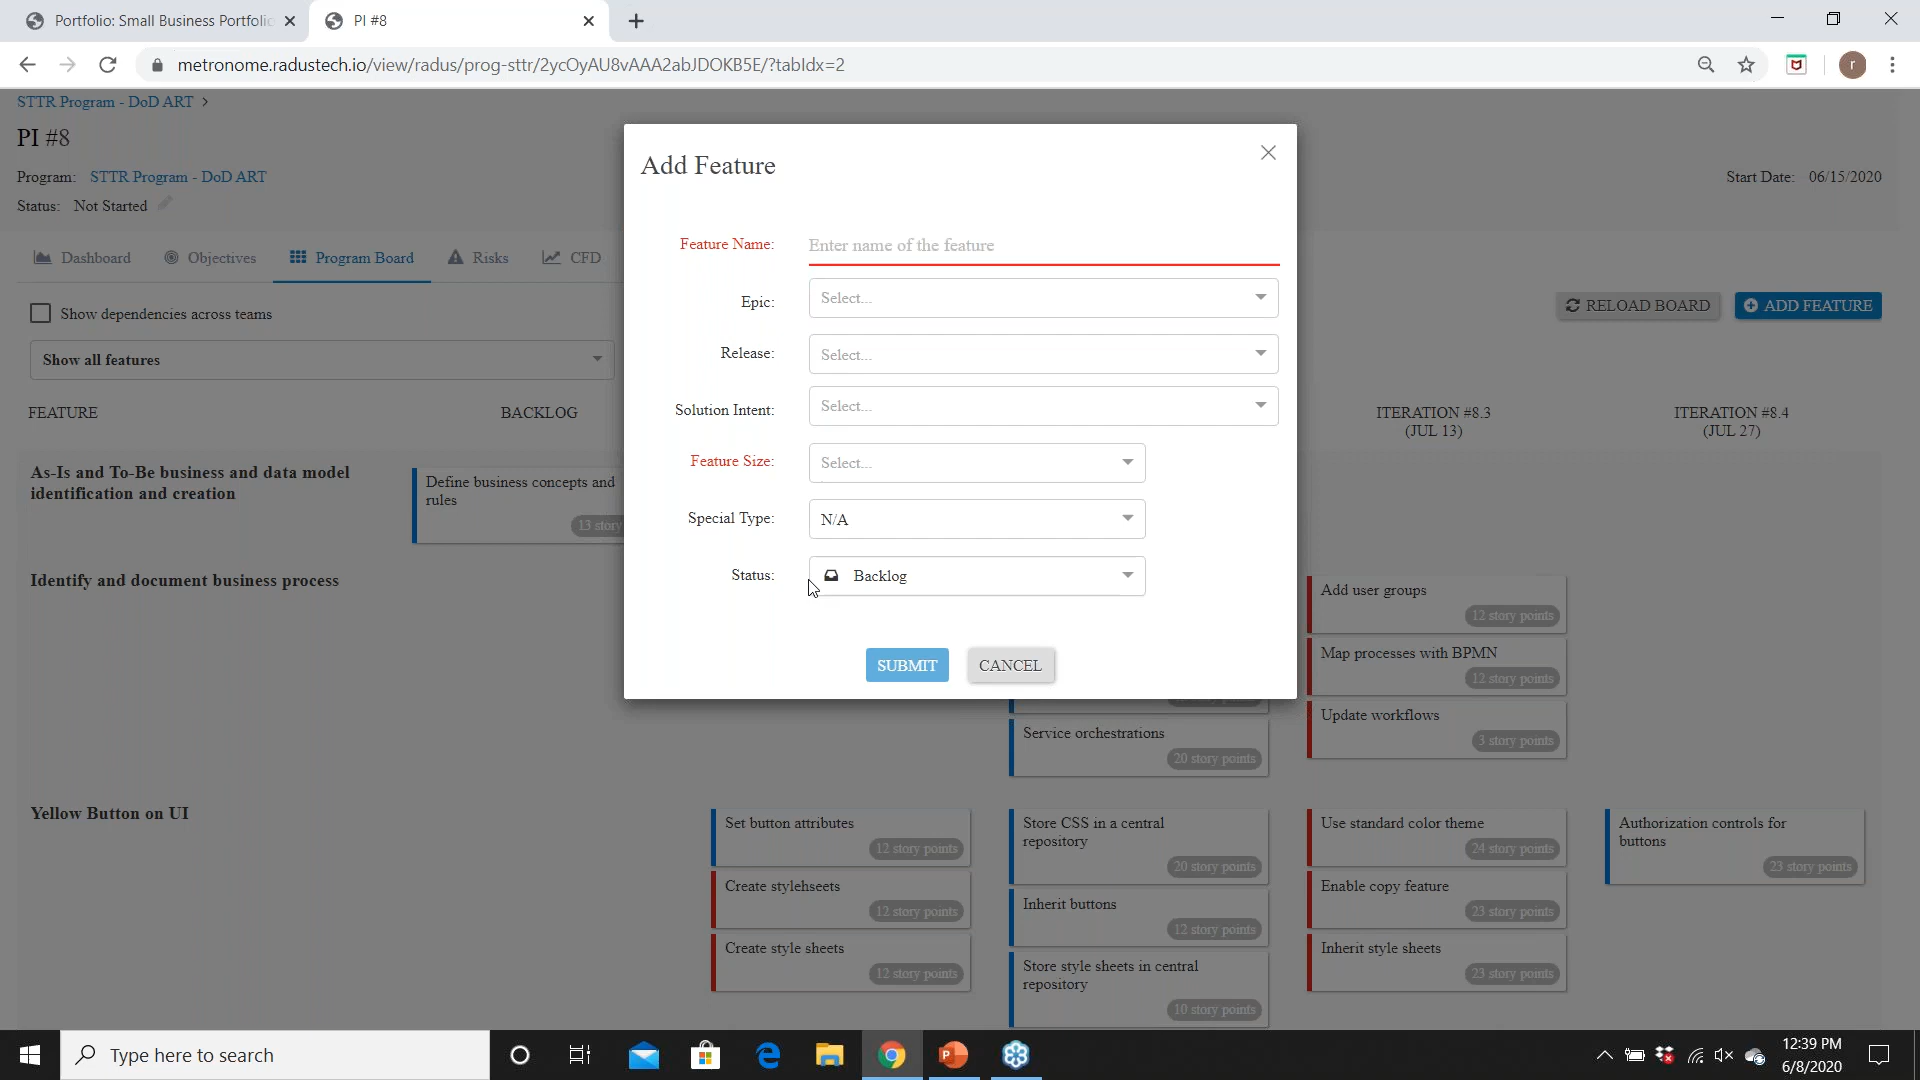 Portfolio: Small Business Portfolio
PI #8
metronome.radustech.io/view/radus/prog-sttr/2ycOyAU8vAAA2abJDOKB5E/?tabIdx=2
r
STTR Program - DoD ART >
PI #8
Program: STTR Program - DoD ART
Start Date: 06/15/2020
Status: Not Started
Dashboard
Objectives
Program Board
Risks
CFD
Show dependencies across teams
RELOAD BOARD
ADD FEATURE
Show all features
FEATURE
BACKLOG
ITERATION #8.3
(JUL 13)
ITERATION #8.4
(JUL 27)
Add Feature
Feature Name: Enter name of the feature
Epic: Select...
Release: Select...
Solution Intent: Select...
Feature Size: Select...
Special Type: N/A
Status: Backlog
SUBMIT
CANCEL
As-Is and To-Be business and data model
identification and creation
Define business concepts and
rules
13 story
Identify and document business process
Service orchestrations
20 story points
Add user groups
12 story points
Map processes with BPMN
12 story points
Update workflows
3 story points
Yellow Button on UI
Set button attributes
12 story points
Create stylehseets
12 story points
Create style sheets
12 story points
Store CSS in a central
repository
20 story points
Inherit buttons
12 story points
Store style sheets in central
repository
10 story points
Use standard color theme
24 story points
Enable copy feature
23 story points
Inherit style sheets
23 story points
Authorization controls for
buttons
23 story points
Type here to search
12:39 PM
6/8/2020